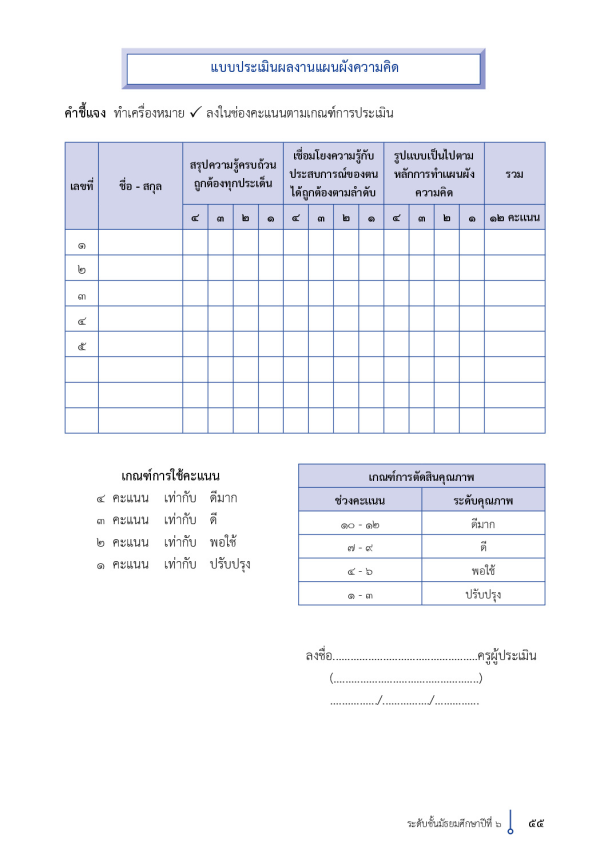 แบบประเมินผลงานแผนผังความคิด
คำชี้แจง ทำเครื่องหมาย ✓ ลงในช่องคะแนนตามเกณฑ์การประเมิน
เลขที่ ชื่อ - สกุล สรุปความรู้ครบถ้วน ถูกต้องทุกประเด็น เชื่อมโยงความรู้กับ ประสบการณ์ของตน ได้ถูกต้องตามลำดับ รูปแบบเป็นไปตาม หลักการทำแผนผัง ความคิด รวม
๔ ๓ ๒ ๑ ๔ ๓ ๒ ๑ ๔ ๓ ๒ ๑ ๑๒ คะแนน
๑
๒
๓
๔
๕
เกณฑ์การใช้คะแนน
๔ คะแนน เท่ากับ ดีมาก
๓ คะแนน เท่ากับ ดี
๒ คะแนน เท่ากับ พอใช้
๑ คะแนน เท่ากับ ปรับปรุง
เกณฑ์การตัดสินคุณภาพ
ช่วงคะแนน ระดับคุณภาพ
๑๐ - ๑๒ ดีมาก
๗ - ๙ ดี
๔ - ๖ พอใช้
๑ - ๓ ปรับปรุง
ลงชื่อ................................................ครูผู้ประเมิน
(................................................)
................/................/...............
ระดับชั้นมัธยมศึกษาปีที่ ๖ ๕๕